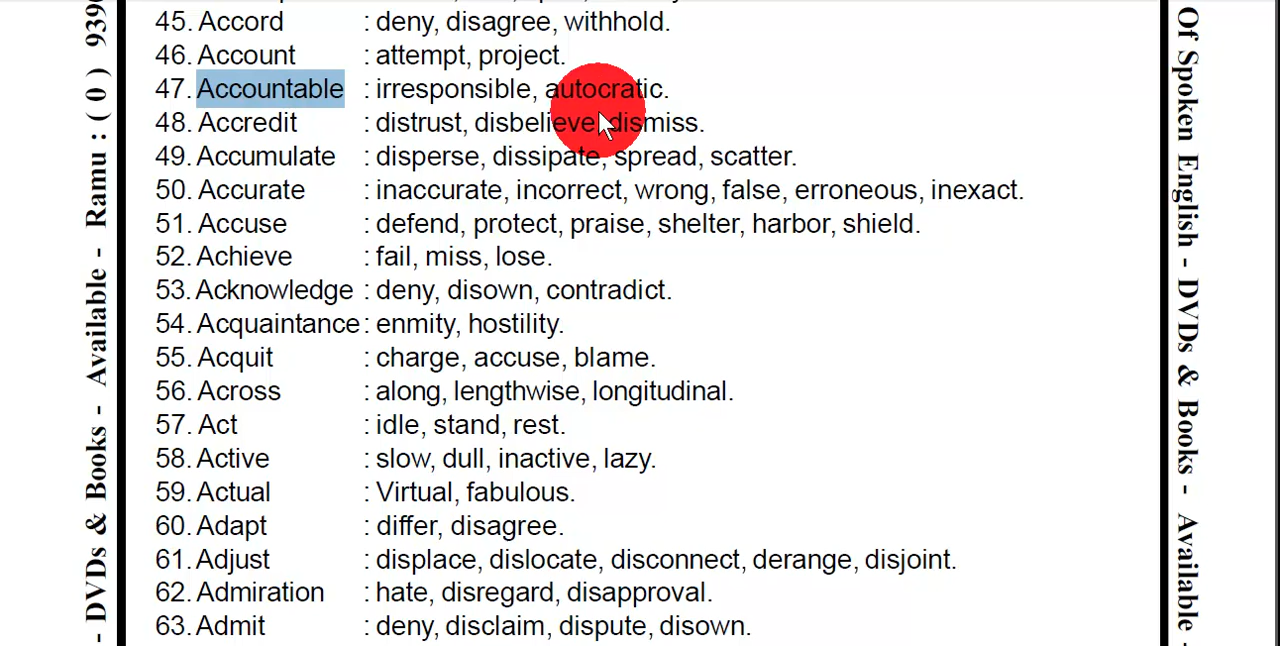 45. Accord : deny, disagree, withhold.
46. Account : attempt, project.
47. Accountable : irresponsible, autocratic.
48. Accredit : distrust, disbelieve, dismiss.
49. Accumulate : disperse, dissipate, spread, scatter.
50. Accurate : inaccurate, incorrect, wrong, false, erroneous, inexact.
51. Accuse : defend, protect, praise, shelter, harbor, shield.
52. Achieve : fail, miss, lose.
53. Acknowledge : deny, disown, contradict.
54. Acquaintance : enmity, hostility.
55. Acquit : charge, accuse, blame.
56. Across : along, lengthwise, longitudinal.
57. Act : idle, stand, rest.
58. Active : slow, dull, inactive, lazy.
59. Actual : Virtual, fabulous.
60. Adapt : differ, disagree.
61. Adjust : displace, dislocate, disconnect, derange, disjoint.
62. Admiration : hate, disregard, disapproval.
63. Admit : deny, disclaim, dispute, disown.
- DVDs & Books - Available - Ramu : ( 0 ) 939
Of Spoken English - DVDs & Books - Available -